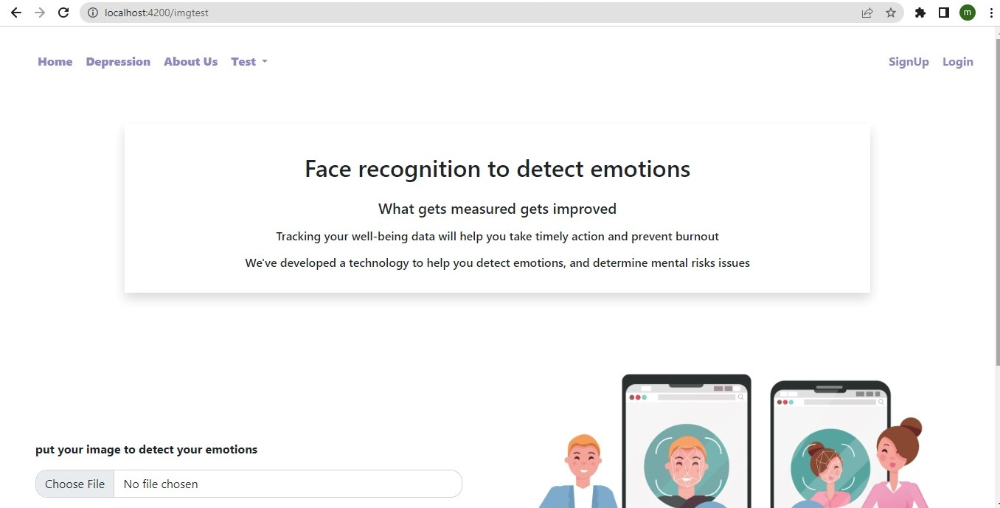 localhost:4200/imgtest
m
Home Depression About Us Test SignUp Login
Face recognition to detect emotions
What gets measured gets improved
Tracking your well-being data will help you take timely action and prevent burnout
We've developed a technology to help you detect emotions, and determine mental risks issues
put your image to detect your emotions
Choose File No file chosen